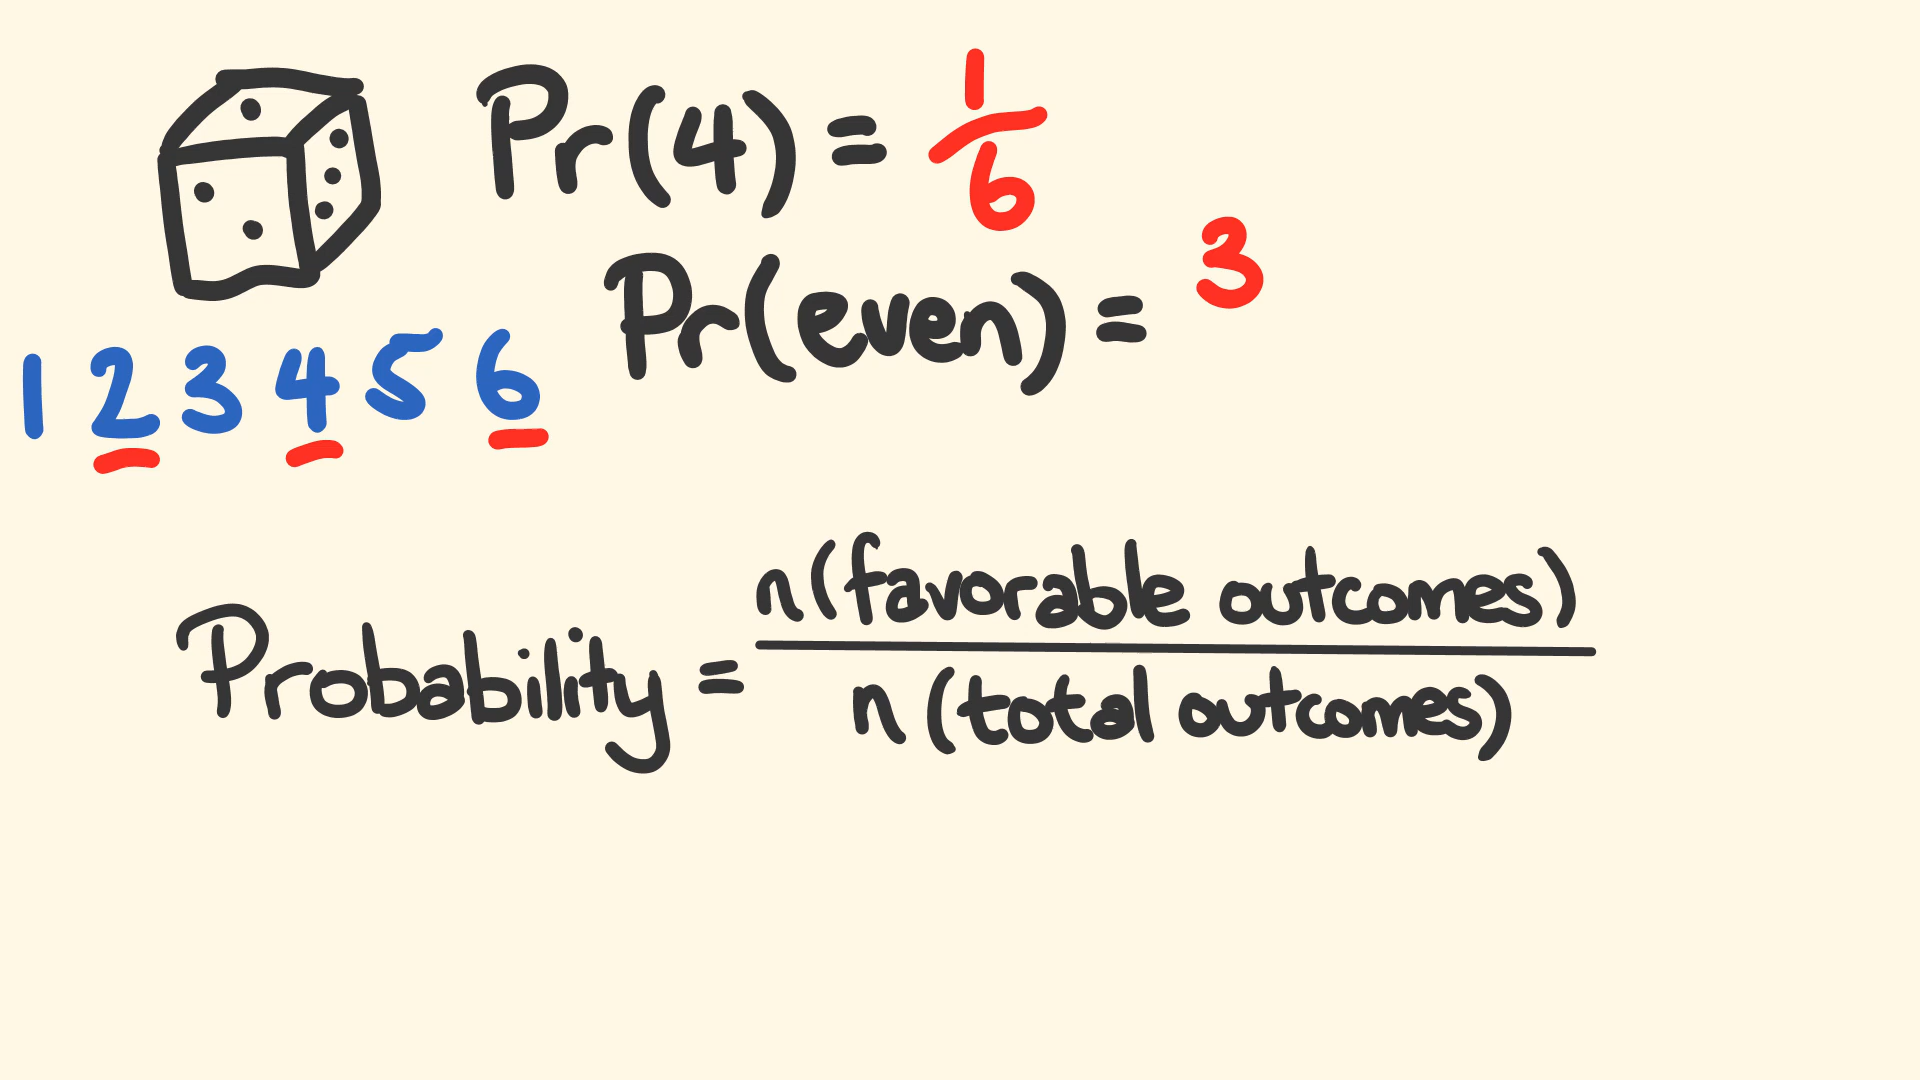 Pr(4) = 1/6
Pr(even) = 3
1 2 3 4 5 6
Probability = n(favorable outcomes)
n(total outcomes)